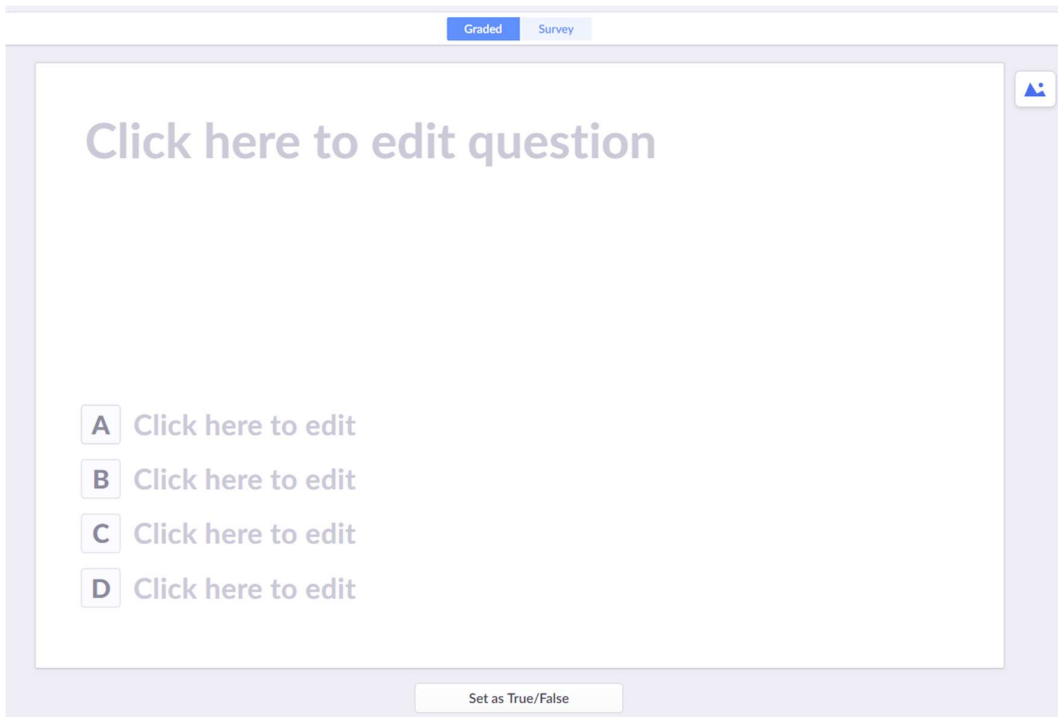 Graded Survey
Click here to edit question
A Click here to edit
B Click here to edit
C Click here to edit
D Click here to edit
Set as True/False